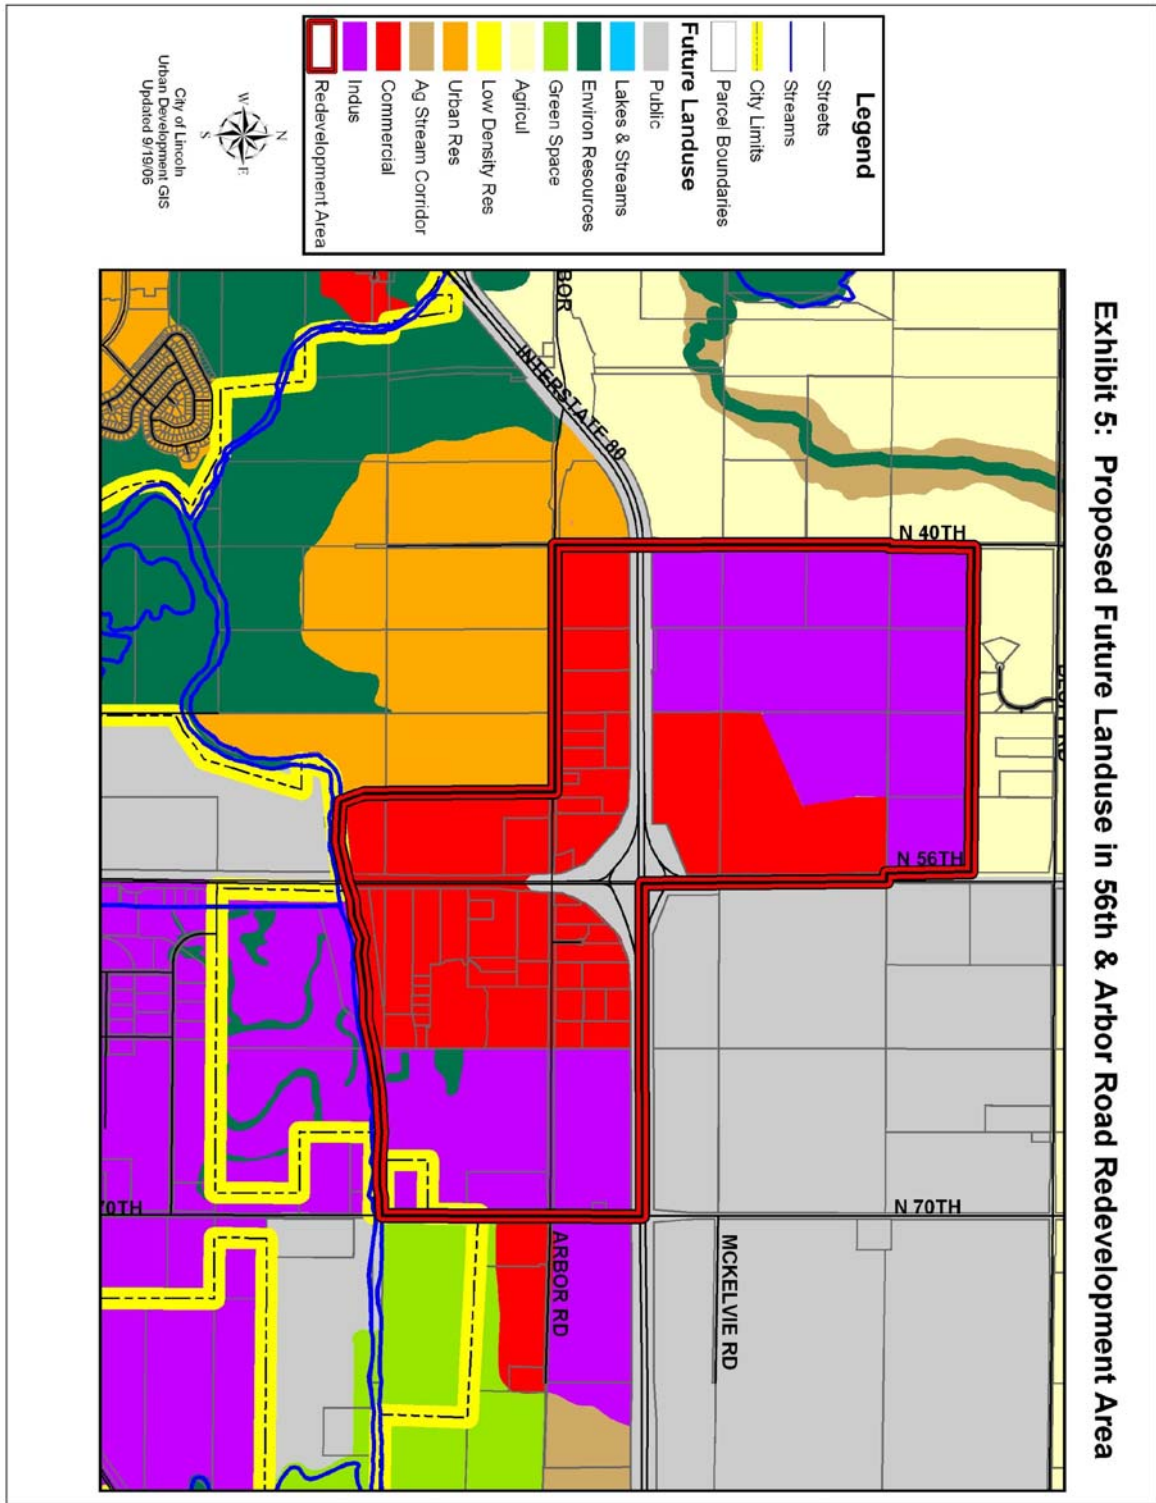 Exhibit 5: Proposed Future Landuse in 56th & Arbor Road Redevelopment Area
Legend
Streets
Streams
City Limits
Parcel Boundaries
Future Landuse
Public
Lakes & Streams
Environ Resources
Green Space
Agricul
Low Density Res
Urban Res
Ag Stream Corridor
Commercial
Indus
Redevelopment Area
N
W
E
S
City of Lincoln
Urban Development GIS
Updated 9/19/06
N 40TH
N 56TH
N 70TH
MCKELVIE RD
INTERSTATE 80
BOR
ARBOR RD
70TH